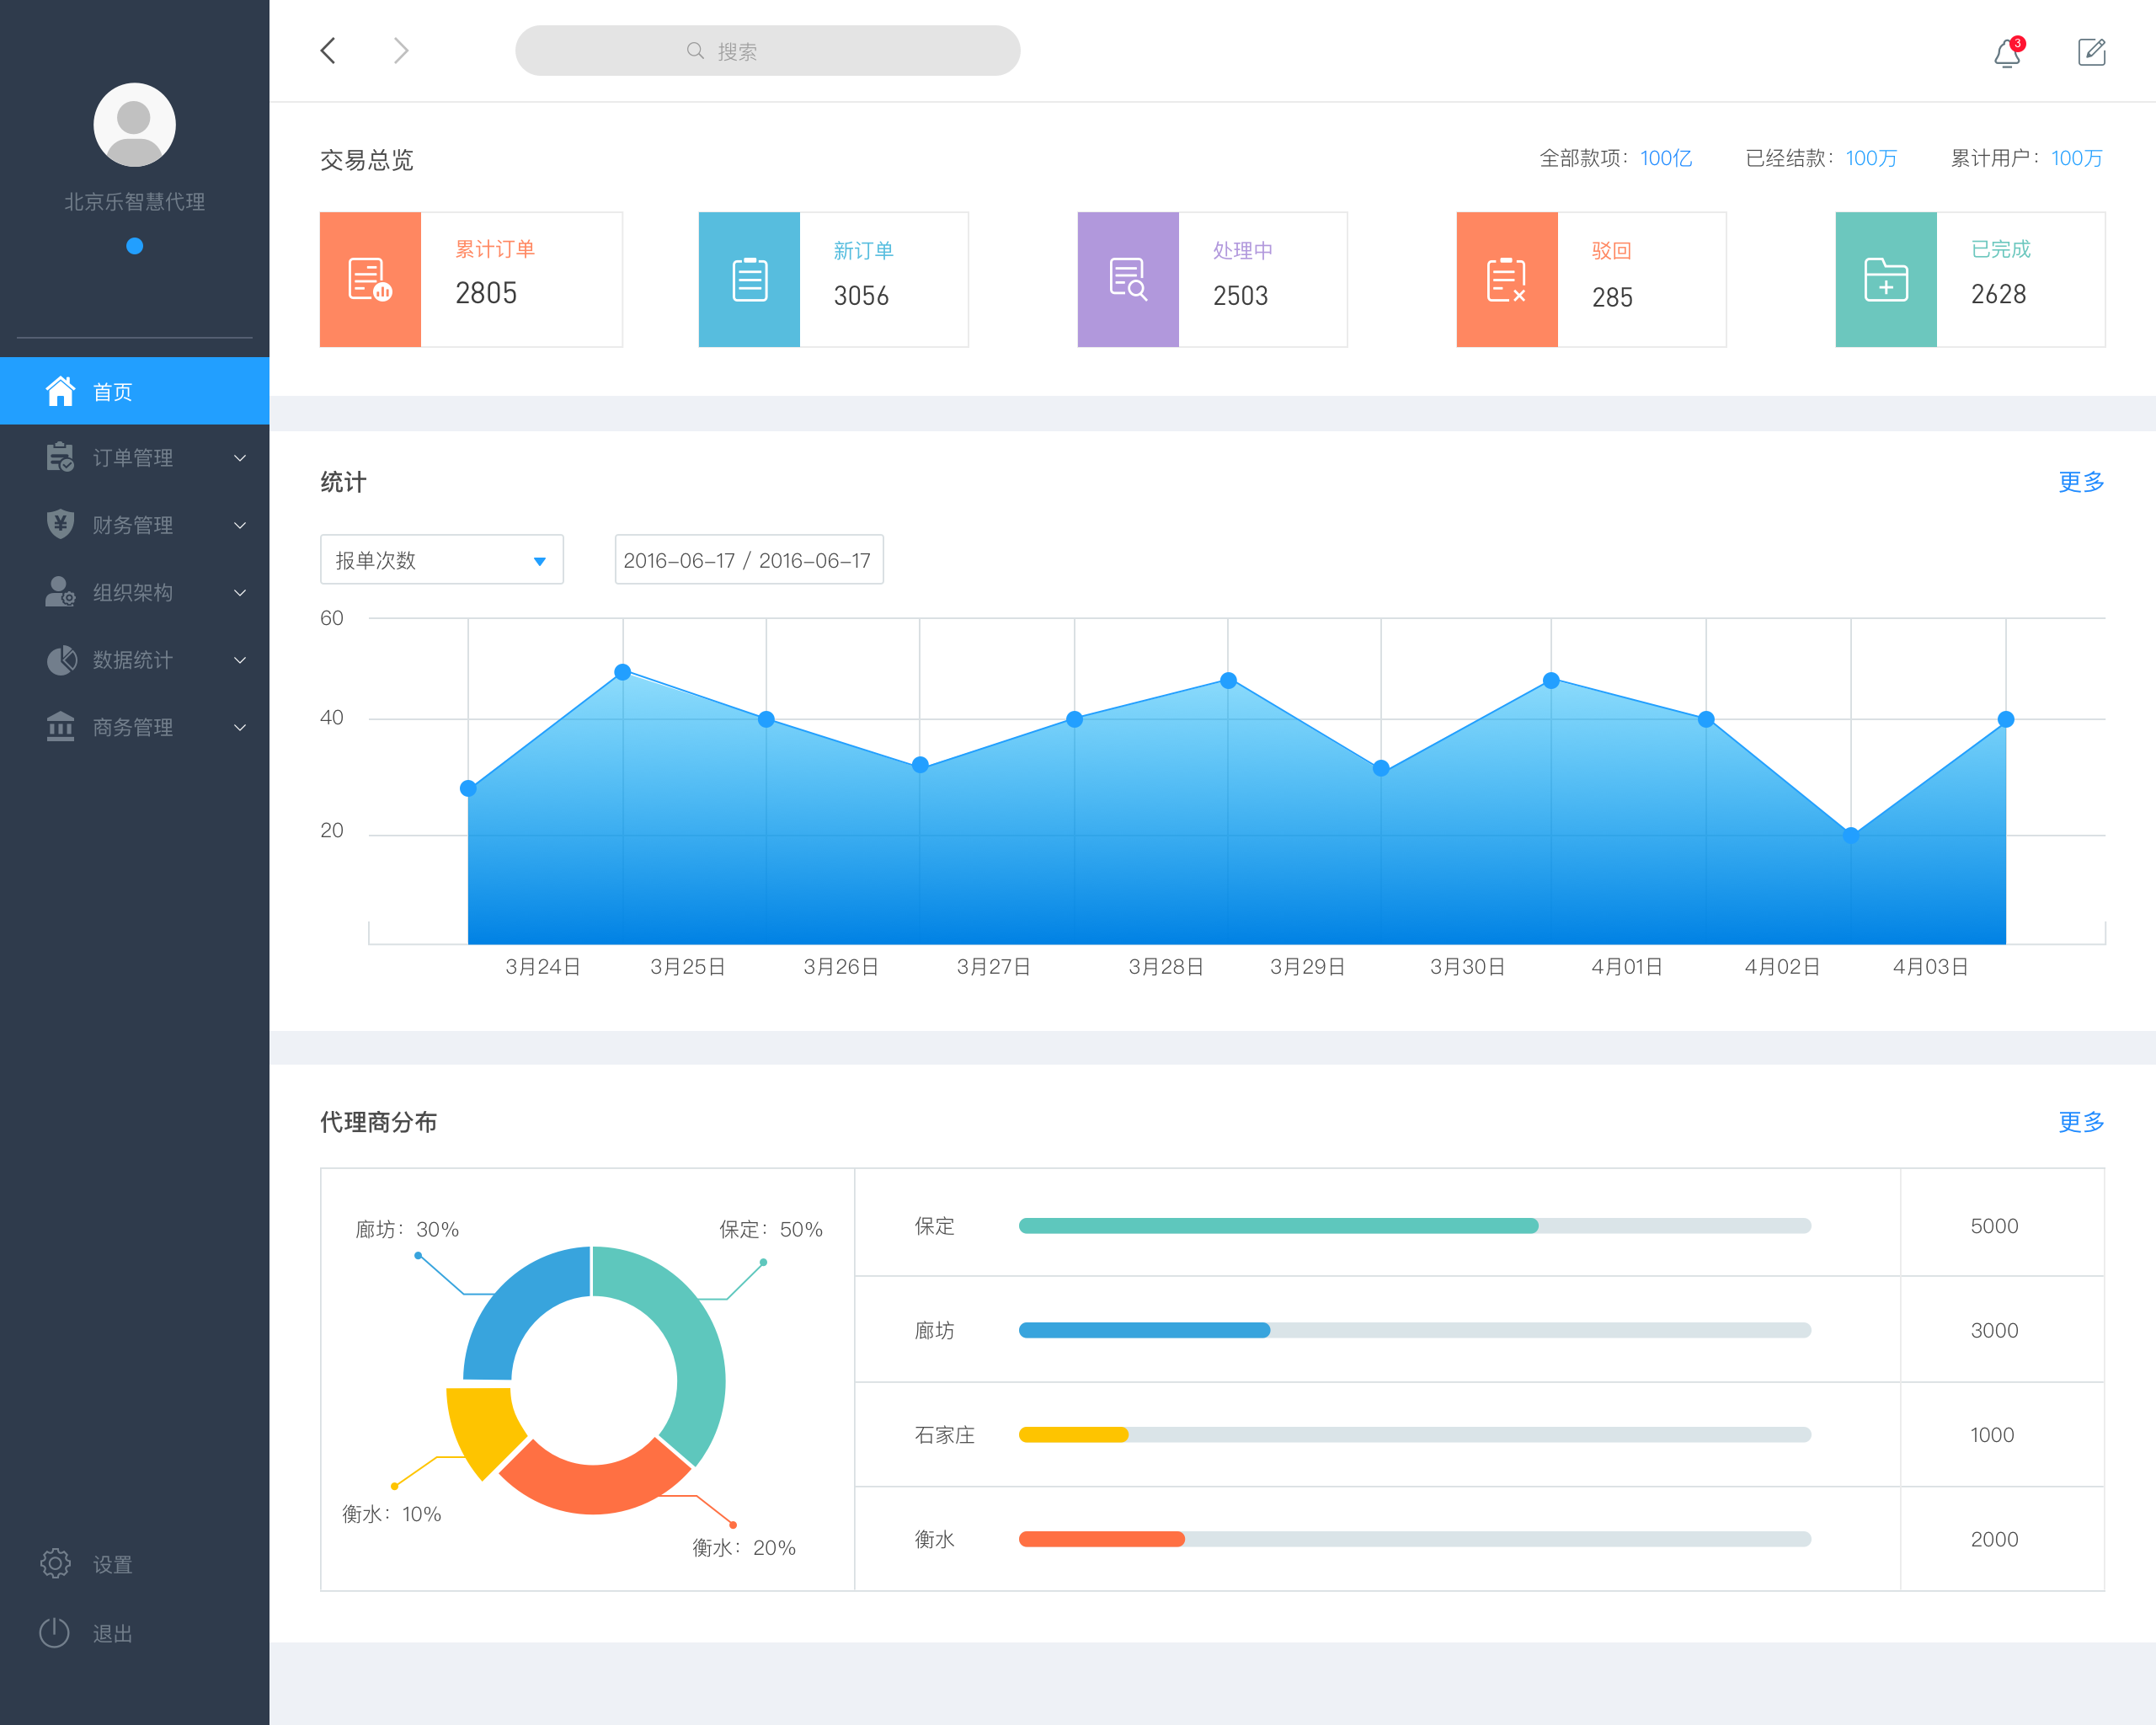 北京乐智慧代理
首页
订单管理
财务管理
组织架构
数据统计
商务管理
设置
退出
搜索
3
交易总览
全部款项：100亿
已经结款：100万
累计用户：100万
累计订单
2805
新订单
3056
处理中
2503
驳回
285
已完成
2628
统计
更多
报单次数
2016-06-17 / 2016-06-17
60
40
20
3月24日
3月25日
3月26日
3月27日
3月28日
3月29日
3月30日
4月01日
4月02日
4月03日
代理商分布
更多
廊坊：30%
保定：50%
衡水：10%
衡水：20%
保定
5000
廊坊
3000
石家庄
1000
衡水
2000